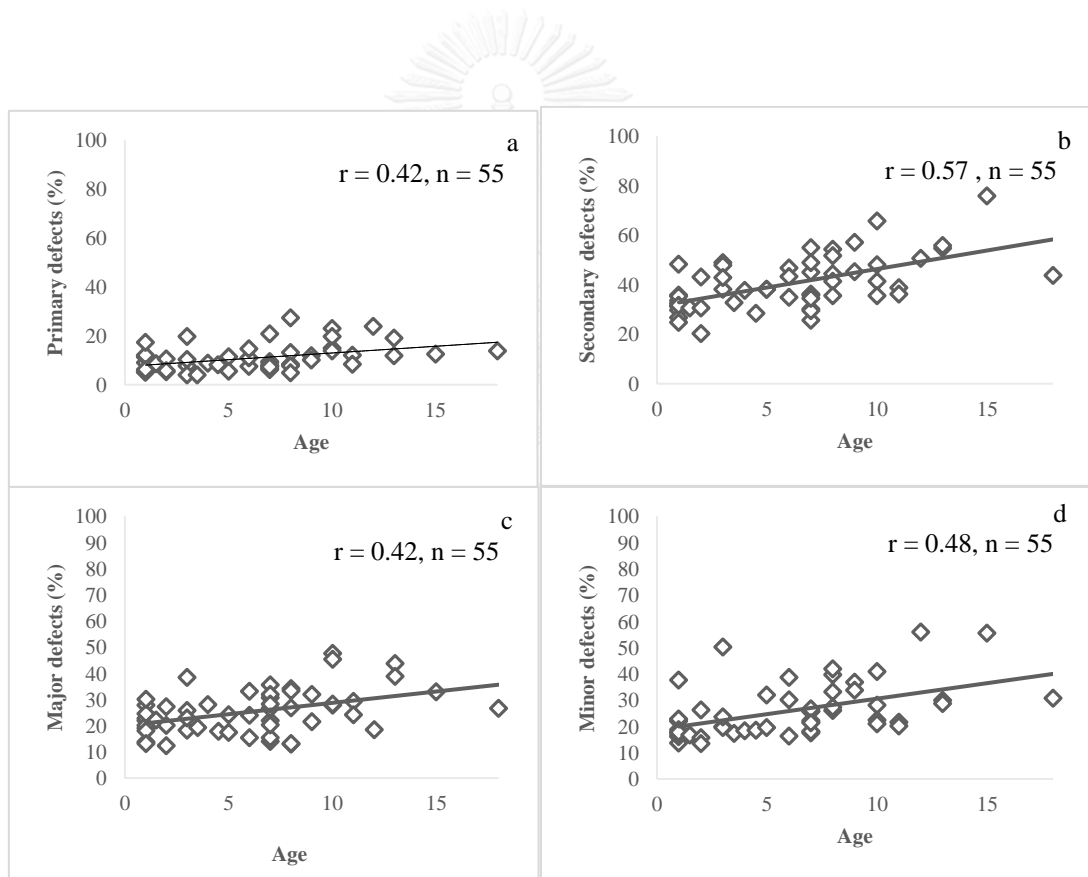 a
r = 0.42, n = 55
Primary defects (%)
100
80
60
40
20
0
0 5 10 15
Age
b
r = 0.57 , n = 55
Secondary defects (%)
100
80
60
40
20
0
0 5 10 15
Age
c
r = 0.42, n = 55
Major defects (%)
100
90
80
70
60
50
40
30
20
10
0
0 5 10 15
Age
d
r = 0.48, n = 55
Minor defects (%)
100
90
80
70
60
50
40
30
20
10
0
0 5 10 15
Age